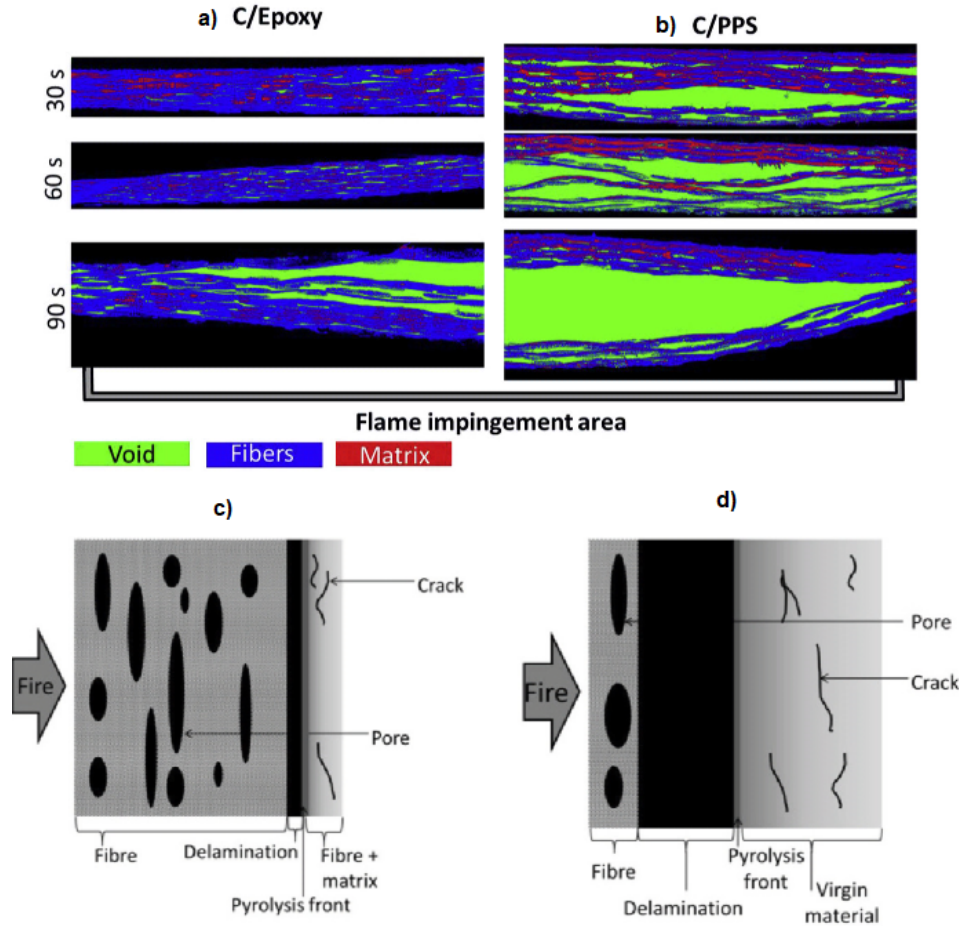 a) C/Epoxy
b) C/PPS
30 s
60 s
90 s
Flame impingement area
Void
Fibers
Matrix
c)
Fire
Crack
Pore
Fibre
Delamination
Fibre +
matrix
Pyrolysis front
d)
Fire
Pore
Crack
Fibre
Delamination
Pyrolysis
front
Virgin
material